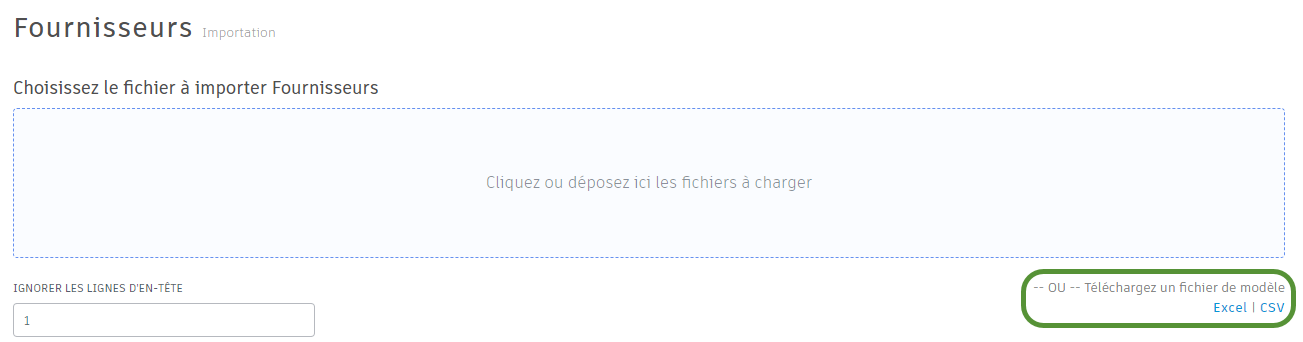 Fournisseurs Importation
Choisissez le fichier à importer Fournisseurs
Cliquez ou déposez ici les fichiers à charger
IGNORER LES LIGNES D'EN-TÊTE
1
-- OU -- Téléchargez un fichier de modèle
Excel | CSV